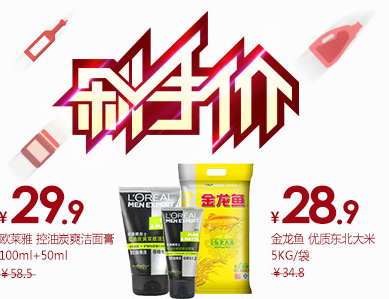 秒手价
¥29.9
欧莱雅 控油炭爽洁面膏
100ml+50ml
¥58.5
L'OREAL
MEN EXPERT
L'OREAL
MEN EXPERT
金龙鱼
¥28.9
金龙鱼 优质东北大米
5KG/袋
¥34.8